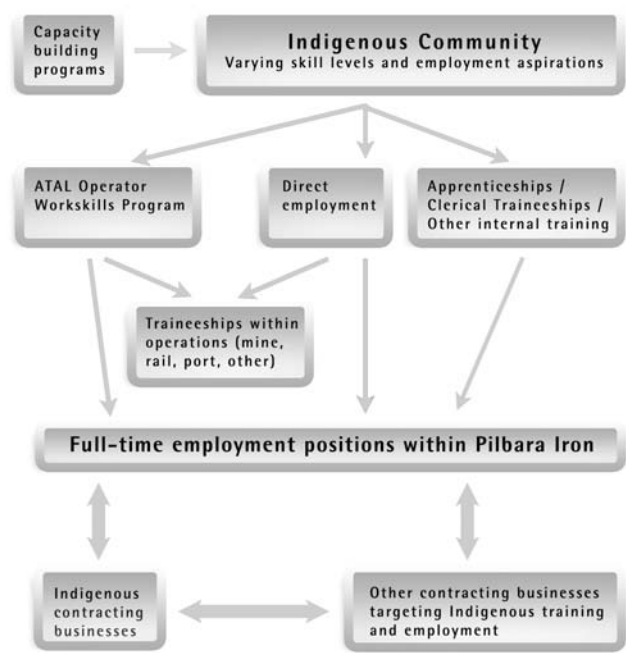 Capacity
building
programs
Indigenous Community
Varying skill levels and employment aspirations
ATAL Operator
Workskills Program
Direct
employment
Apprenticeships /
Clerical Traineeships /
Other internal training
Traineeships within
operations (mine,
rail, port, other)
Full-time employment positions within Pilbara Iron
Indigenous
contracting
businesses
Other contracting businesses
targeting Indigenous training
and employment